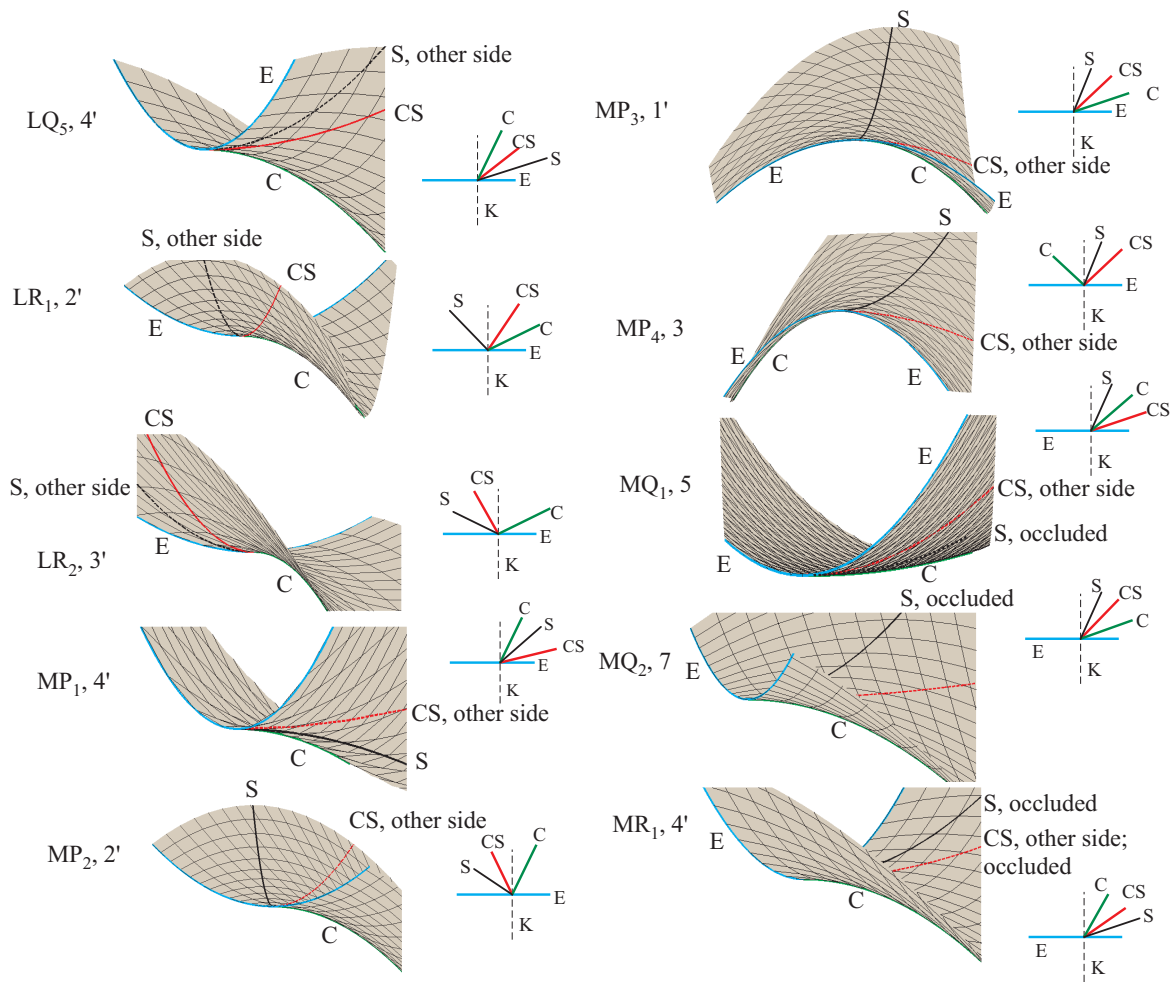 E
S, other side
CS
LQ5, 4'
C
C
CS
S
E
K
S, other side
CS
LR1, 2'
E
C
S
CS
C
E
K
CS
S, other side
E
LR2, 3'
C
S
CS
C
E
K
MP1, 4'
CS, other side
C
S
C
S
CS
E
K
S
CS, other side
MP2, 2'
C
S
CS
C
E
K
S
MP3, 1'
CS, other side
E
C
E
S
CS
C
E
K
S
MP4, 3
CS, other side
E
C
E
C
S
CS
E
K
E
MQ1, 5
CS, other side
S, occluded
E
C
S
C
CS
E
K
S, occluded
MQ2, 7
E
C
S
CS
C
E
K
MR1, 4'
E
S, occluded
CS, other side;
occluded
C
C
CS
S
E
K